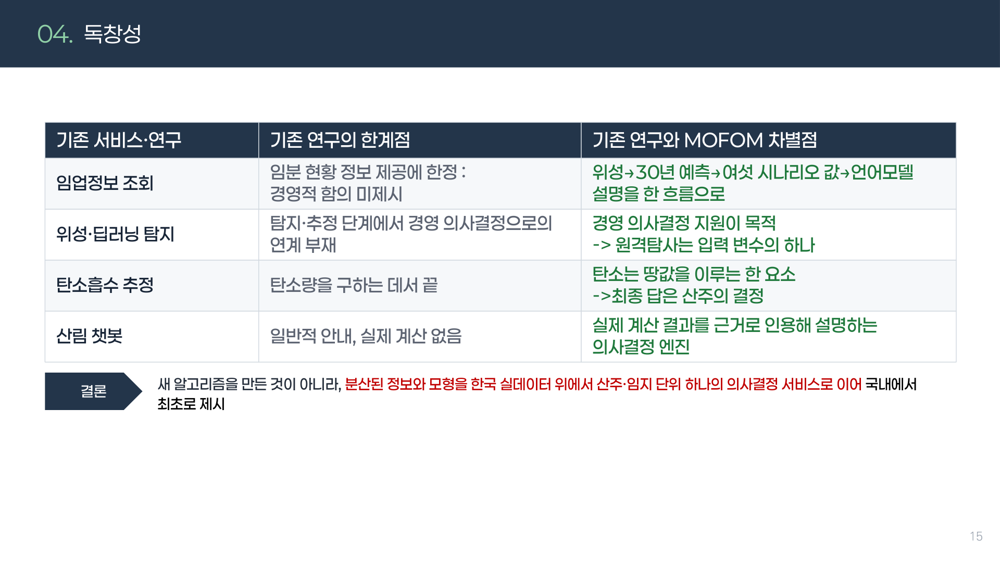 04. 독창성
기존 서비스·연구
기존 연구의 한계점
기존 연구와 MOFOM 차별점
임업정보 조회
임분 현황 정보 제공에 한정 :
경영적 함의 미제시
위성→30년 예측→여섯 시나리오 값→언어모델
설명을 한 흐름으로
위성·딥러닝 탐지
탐지·추정 단계에서 경영 의사결정으로의
연계 부재
경영 의사결정 지원이 목적
-> 원격탐사는 입력 변수의 하나
탄소흡수 추정
탄소량을 구하는 데서 끝
탄소는 땅값을 이루는 한 요소
->최종 답은 산주의 결정
산림 챗봇
일반적 안내, 실제 계산 없음
실제 계산 결과를 근거로 인용해 설명하는
의사결정 엔진
결론
새 알고리즘을 만든 것이 아니라, 분산된 정보와 모형을 한국 실데이터 위에서 산주·임지 단위 하나의 의사결정 서비스로 이어 국내에서
최초로 제시
15